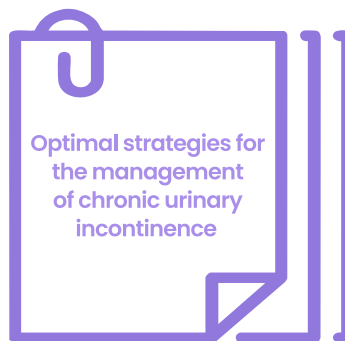 Optimal strategies for
the management
of chronic urinary
incontinence